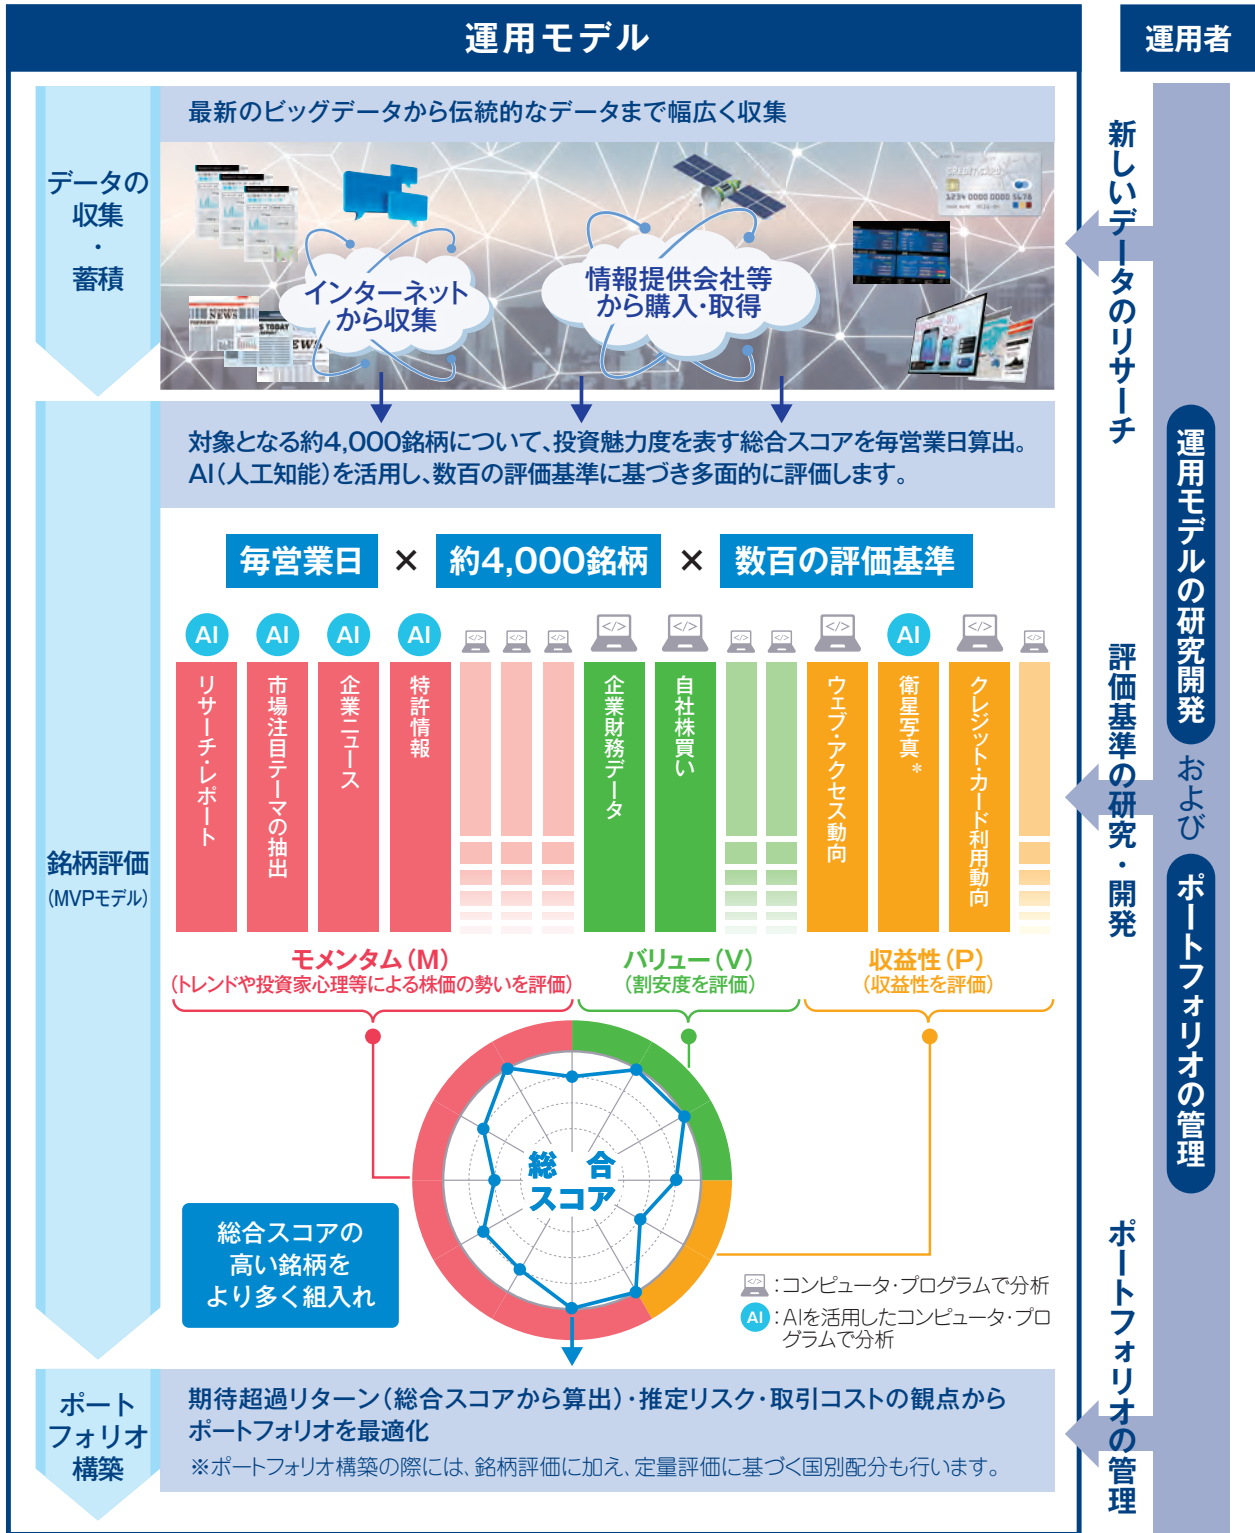 運用モデル
運用者
データの
収集
・
蓄積
最新のビッグデータから伝統的なデータまで幅広く収集
インターネット
から収集
情報提供会社等
から購入・取得
BUSINESS
NEWS
TODAY
NEWS
CREDIT CARD
1234 0000 0000 5678
新しいデータのリサーチ
銘柄評価
(MVPモデル)
対象となる約4,000銘柄について、投資魅力度を表す総合スコアを毎営業日算出。
AI(人工知能)を活用し、数百の評価基準に基づき多面的に評価します。
毎営業日 × 約4,000銘柄 × 数百の評価基準
AI
リサーチ・レポート
AI
市場注目テーマの抽出
AI
企業ニュース
AI
特許情報
</>
</>
</>
</>
企業財務データ
</>
自社株買い
</>
</>
</>
ウェブ・アクセス動向
AI
衛星写真*
</>
クレジット・カード利用動向
</>
モメンタム(M)
(トレンドや投資家心理等による株価の勢いを評価)
バリュー(V)
(割安度を評価)
収益性(P)
(収益性を評価)
総合
スコア
総合スコアの
高い銘柄を
より多く組入れ
</>:コンピュータ・プログラムで分析
AI:AIを活用したコンピュータ・プロ
グラムで分析
評価基準の研究・開発
運用モデルの研究開発
および
ポートフォリオの管理
ポート
フォリオ
構築
期待超過リターン(総合スコアから算出)・推定リスク・取引コストの観点から
ポートフォリオを最適化
※ポートフォリオ構築の際には、銘柄評価に加え、定量評価に基づく国別配分も行います。
ポートフォリオの管理